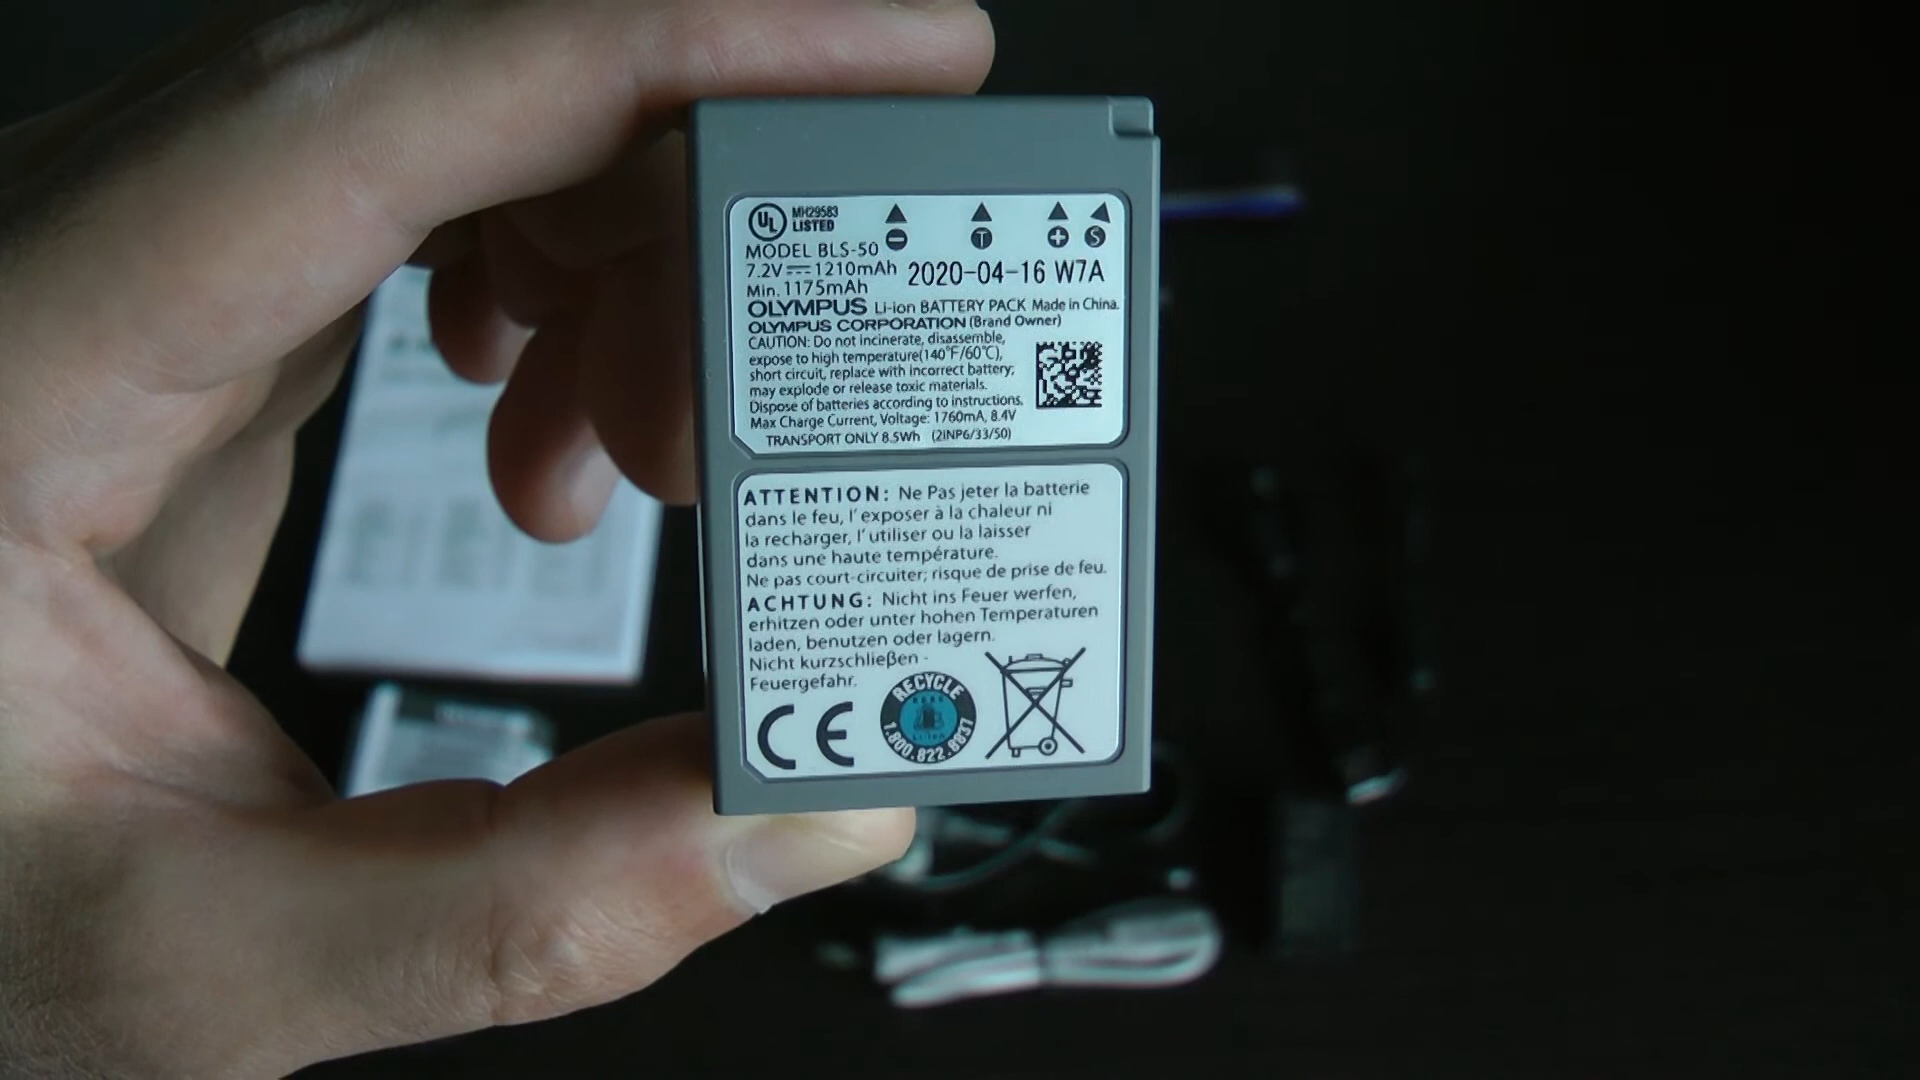 UL MH29583
LISTED
MODEL BLS-50
− T + S
7.2V 1210mAh 2020-04-16 W7A
Min. 1175mAh
OLYMPUS Li-ion BATTERY PACK Made in China.
OLYMPUS CORPORATION (Brand Owner)
CAUTION: Do not incinerate, disassemble,
expose to high temperature(140°F/60°C),
short circuit, replace with incorrect battery;
may explode or release toxic materials.
Dispose of batteries according to instructions.
Max Charge Current, Voltage: 1760mA, 8.4V
TRANSPORT ONLY 8.5Wh (2INP6/33/50)
ATTENTION: Ne Pas jeter la batterie
dans le feu, l'exposer à la chaleur ni
la recharger, l'utiliser ou la laisser
dans une haute température.
Ne pas court-circuiter; risque de prise de feu.
ACHTUNG: Nicht ins Feuer werfen,
erhitzen oder unter hohen Temperaturen
laden, benutzen oder lagern.
Nicht kurzschließen -
Feuergefahr.
CE
RECYCLE
RBRC
Li-ion
1.800.822.8837